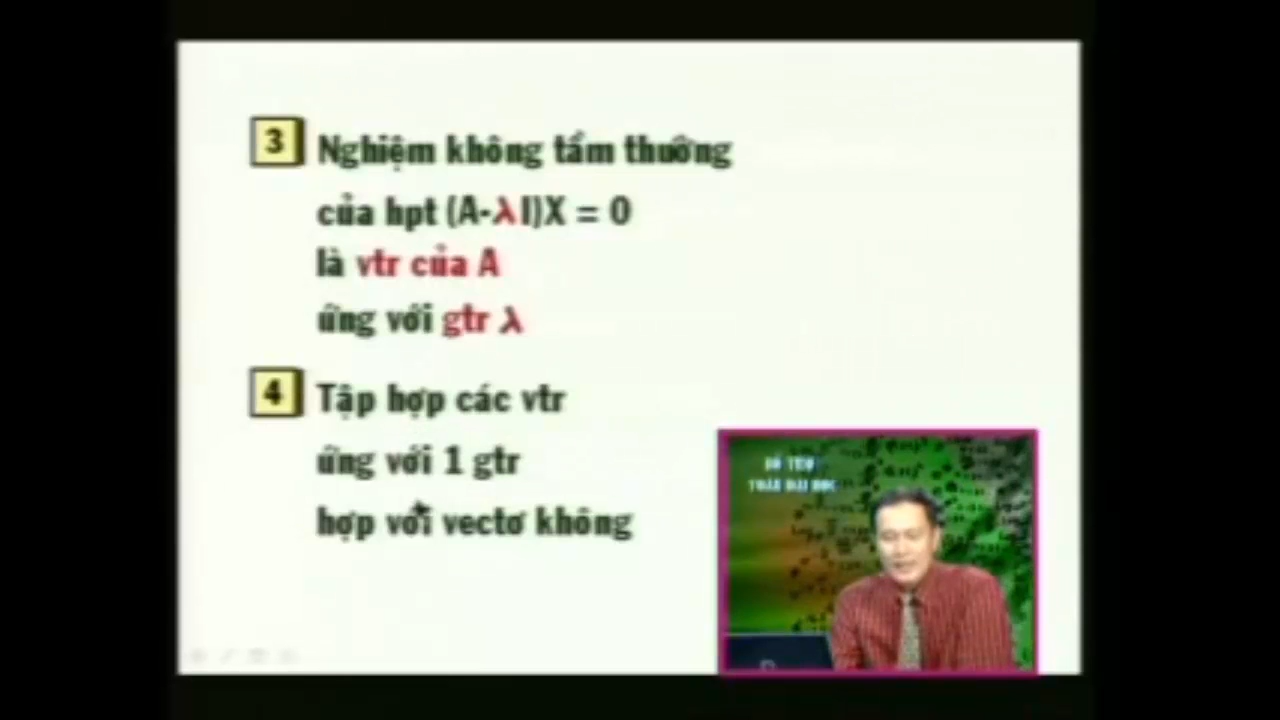 3 Nghiệm không tầm thường
của hpt (A-λI)X = 0
là vtr của A
ứng với gtr λ
4 Tập hợp các vtr
ứng với 1 gtr
hợp với vectơ không